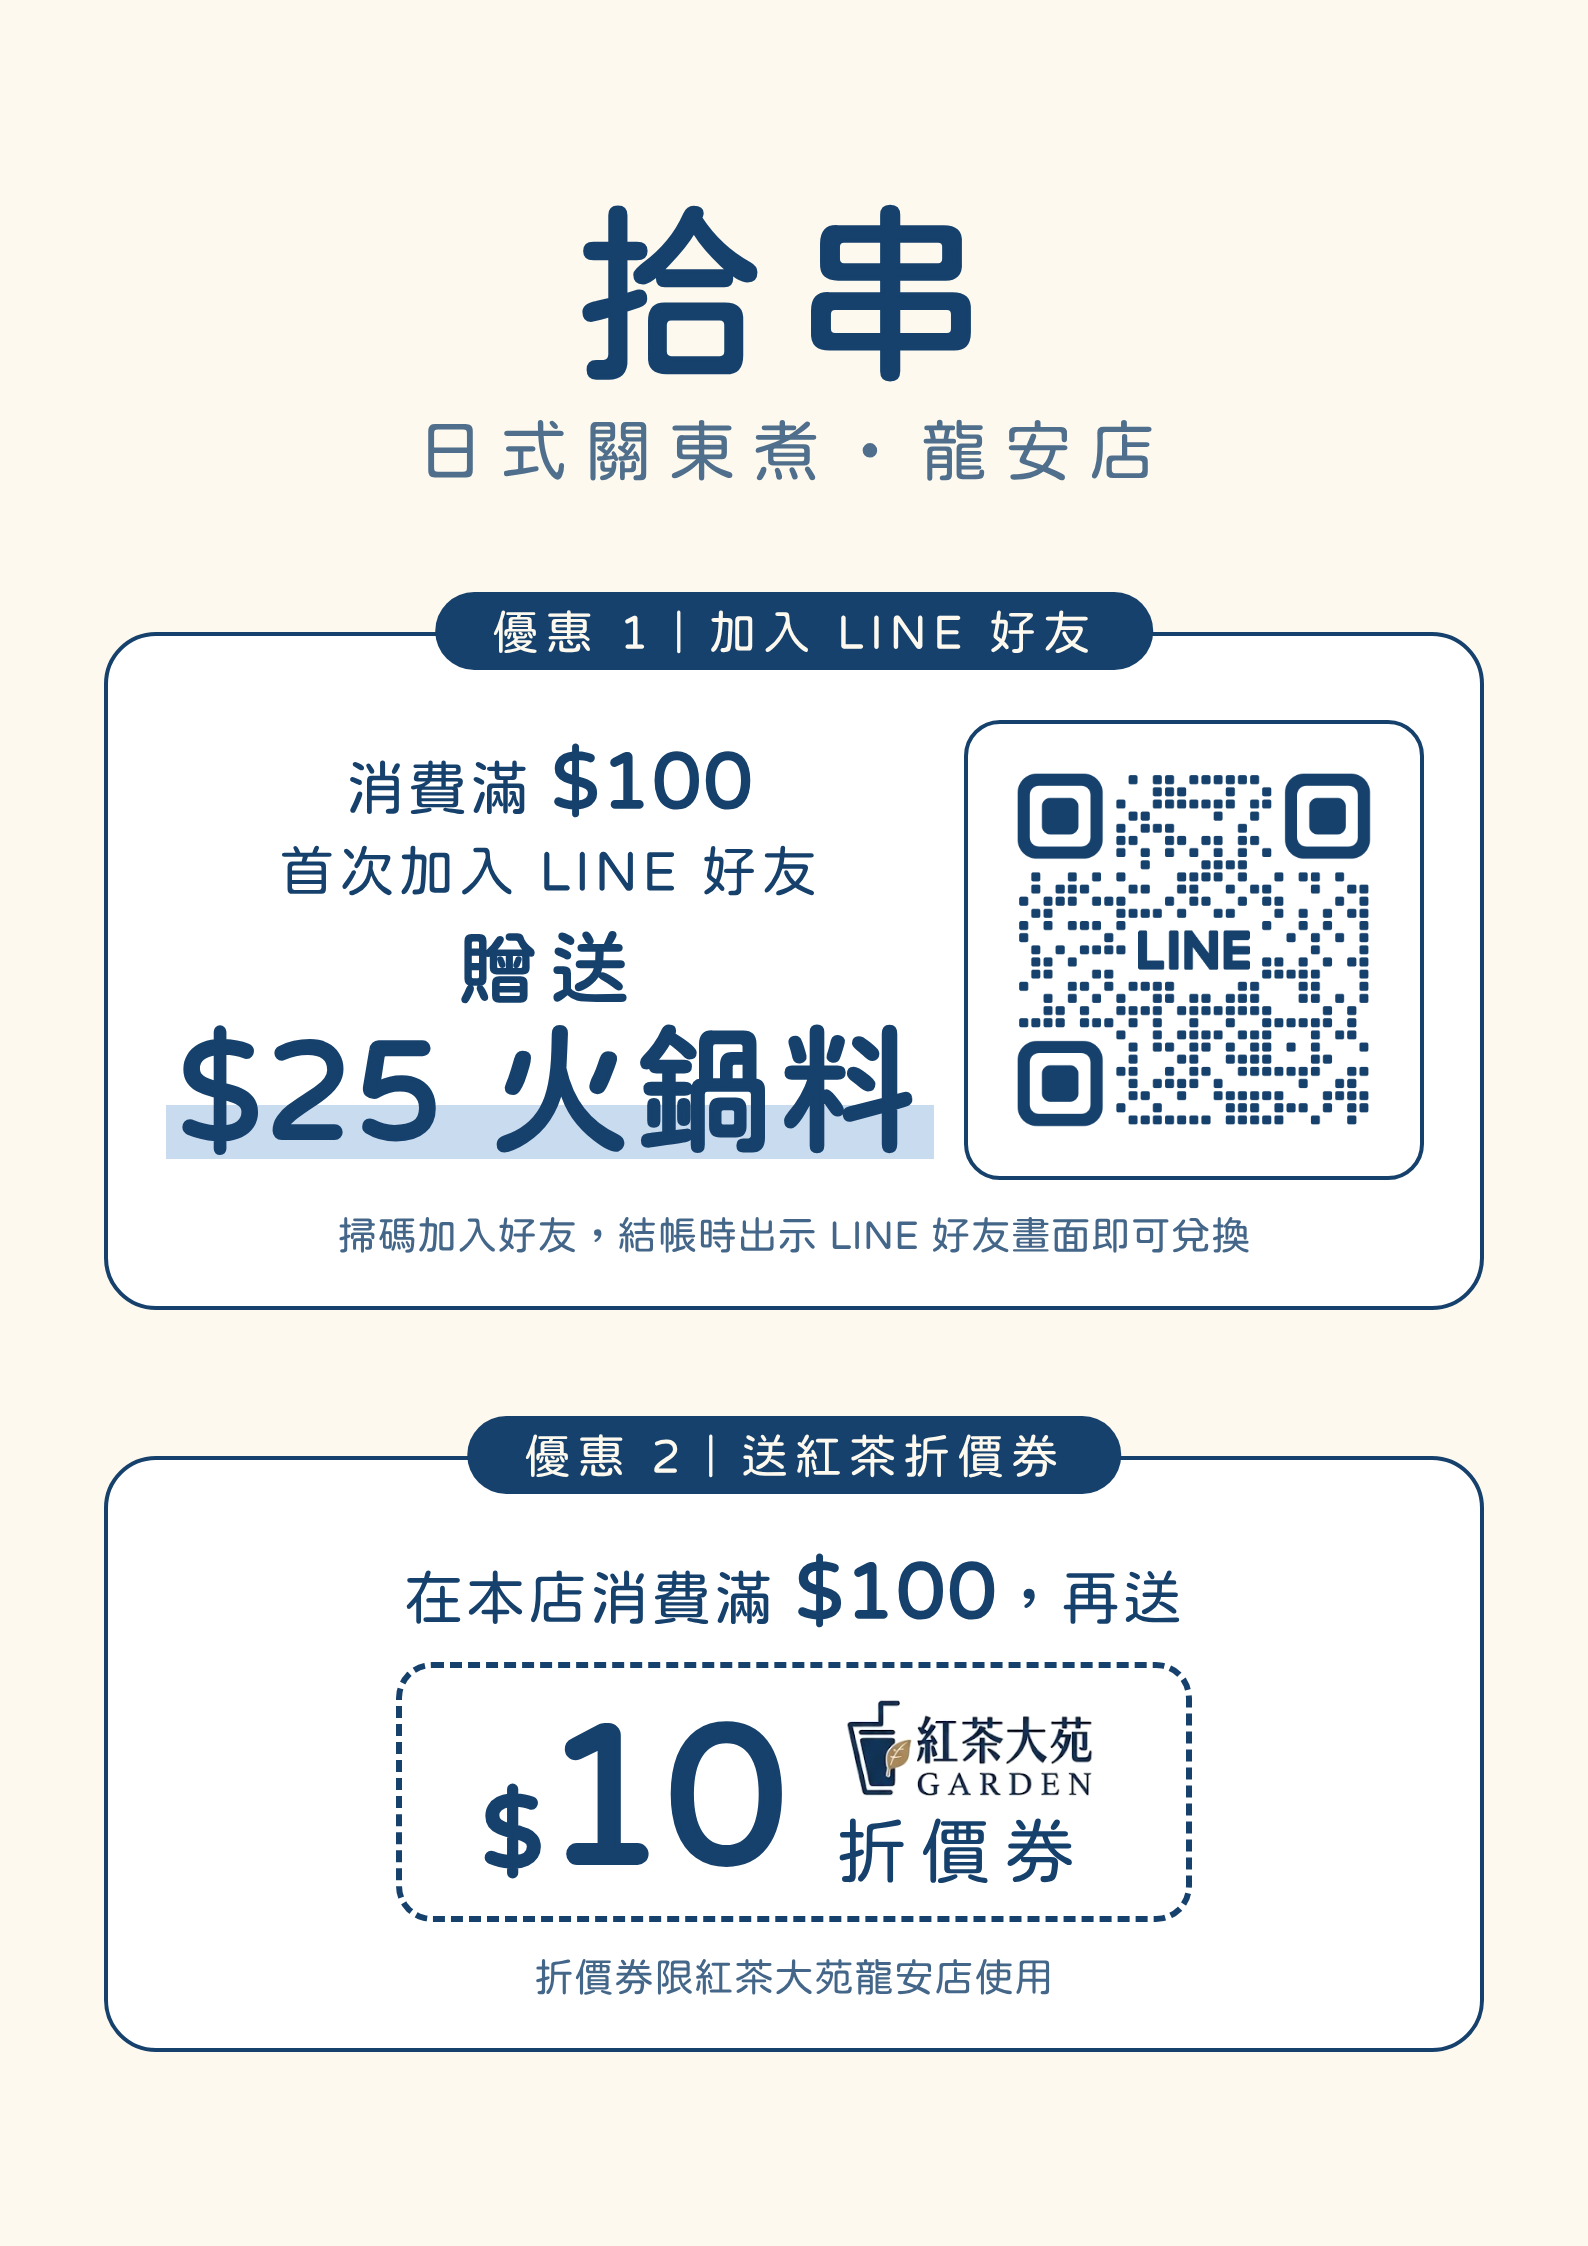 拾串
日式關東煮・龍安店
優惠 1｜加入 LINE 好友
消費滿 $100
首次加入 LINE 好友
贈送
$25 火鍋料
LINE
掃碼加入好友，結帳時出示 LINE 好友畫面即可兌換
優惠 2｜送紅茶折價券
在本店消費滿 $100，再送
$10
紅茶大苑
GARDEN
折價券
折價券限紅茶大苑龍安店使用